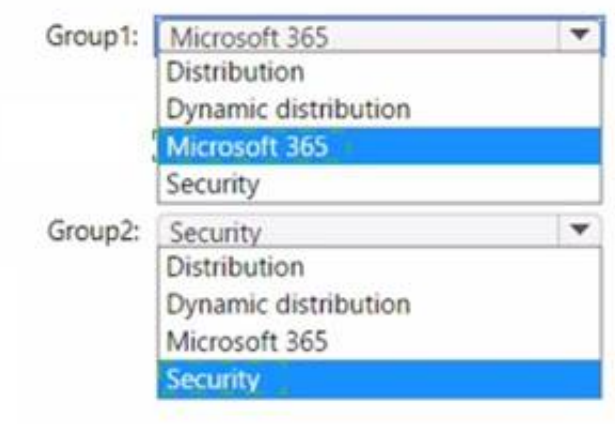 Group1: Microsoft 365
Distribution
Dynamic distribution
Microsoft 365
Security
Group2: Security
Distribution
Dynamic distribution
Microsoft 365
Security